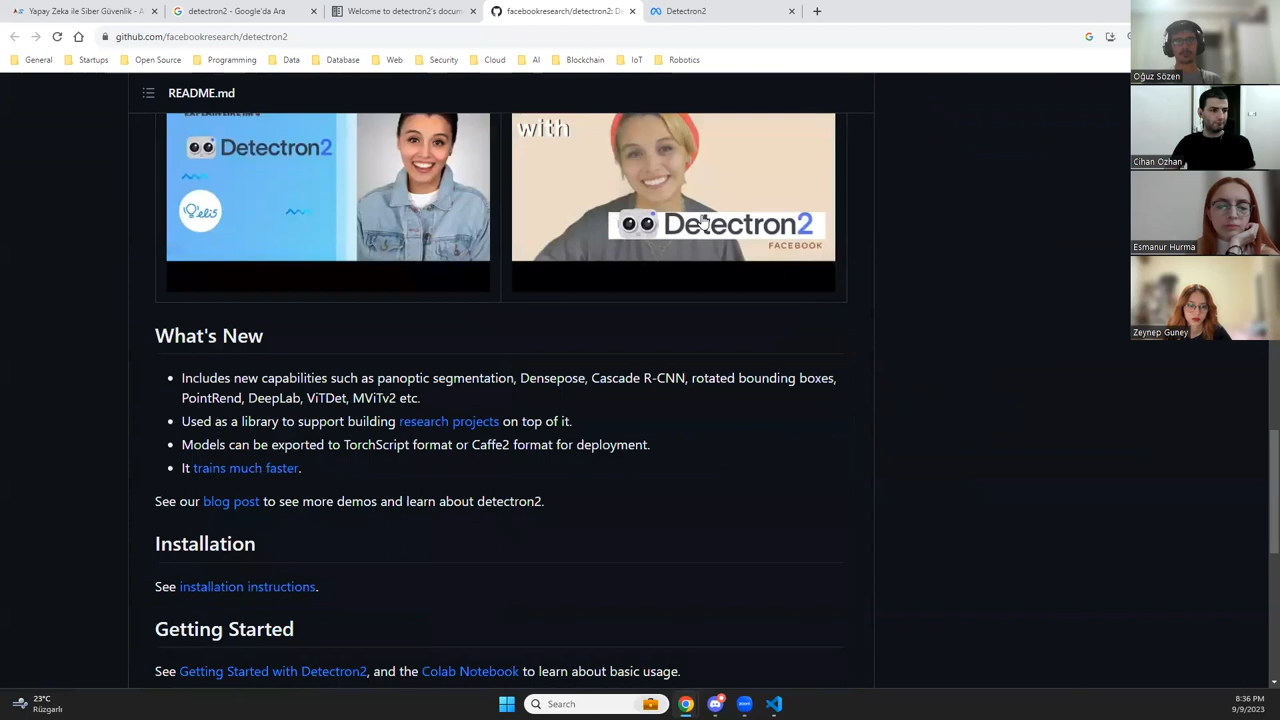 Yapay Zeka ile Siber Güvenlik - A
detectron2 - Google'da Ara
Welcome to detectron2's docum
facebookresearch/detectron2: De
Detectron2
github.com/facebookresearch/detectron2
General
Startups
Open Source
Programming
Data
Database
Web
Security
Cloud
AI
Blockchain
IoT
Robotics
README.md
Detectron2
eli5
with
Detectron2
FACEBOOK
What's New
Includes new capabilities such as panoptic segmentation, Densepose, Cascade R-CNN, rotated bounding boxes,
PointRend, DeepLab, ViTDet, MViTv2 etc.
Used as a library to support building research projects on top of it.
Models can be exported to TorchScript format or Caffe2 format for deployment.
It trains much faster.
See our blog post to see more demos and learn about detectron2.
Installation
See installation instructions.
Getting Started
See Getting Started with Detectron2, and the Colab Notebook to learn about basic usage.
Oğuz Sözen
Cihan Ozhan
Esmanur Hurma
Zeynep Guney
23°C
Rüzgarlı
Search
zoom
8:36 PM
9/9/2023